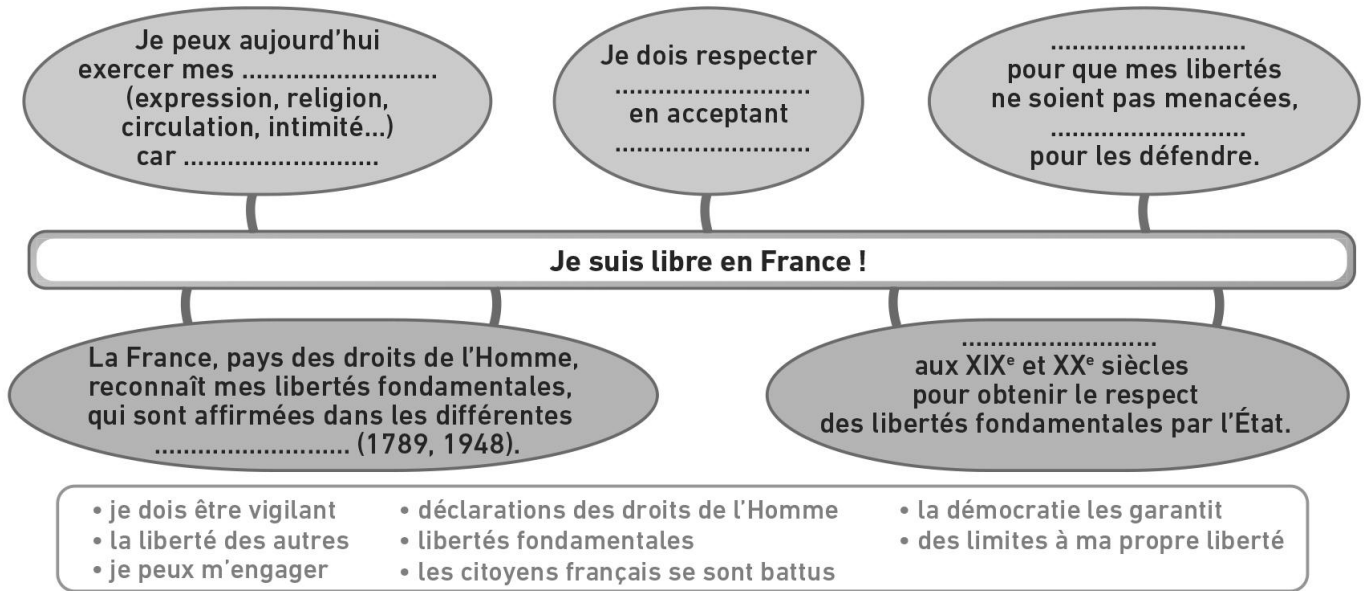 Je peux aujourd'hui
exercer mes ...........................
(expression, religion,
circulation, intimité...)
car ...........................
Je dois respecter
...........................
en acceptant
...........................
...........................
pour que mes libertés
ne soient pas menacées,
...........................
pour les défendre.
Je suis libre en France !
La France, pays des droits de l'Homme,
reconnaît mes libertés fondamentales,
qui sont affirmées dans les différentes
........................... (1789, 1948).
...........................
aux XIXe et XXe siècles
pour obtenir le respect
des libertés fondamentales par l'État.
• je dois être vigilant
• la liberté des autres
• je peux m'engager
• déclarations des droits de l'Homme
• libertés fondamentales
• les citoyens français se sont battus
• la démocratie les garantit
• des limites à ma propre liberté